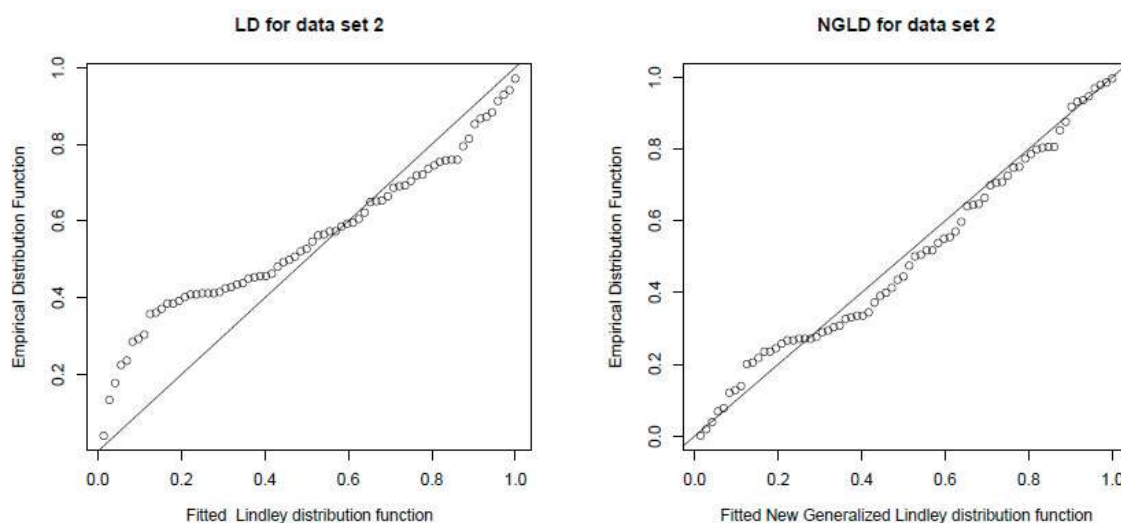 LD for data set 2
Empirical Distribution Function
1.0
0.8
0.6
0.4
0.2
0.0 0.2 0.4 0.6 0.8 1.0
Fitted Lindley distribution function
NGLD for data set 2
Empirical Distribution Function
1.0
0.8
0.6
0.4
0.2
0.0
0.0 0.2 0.4 0.6 0.8 1.0
Fitted New Generalized Lindley distribution function